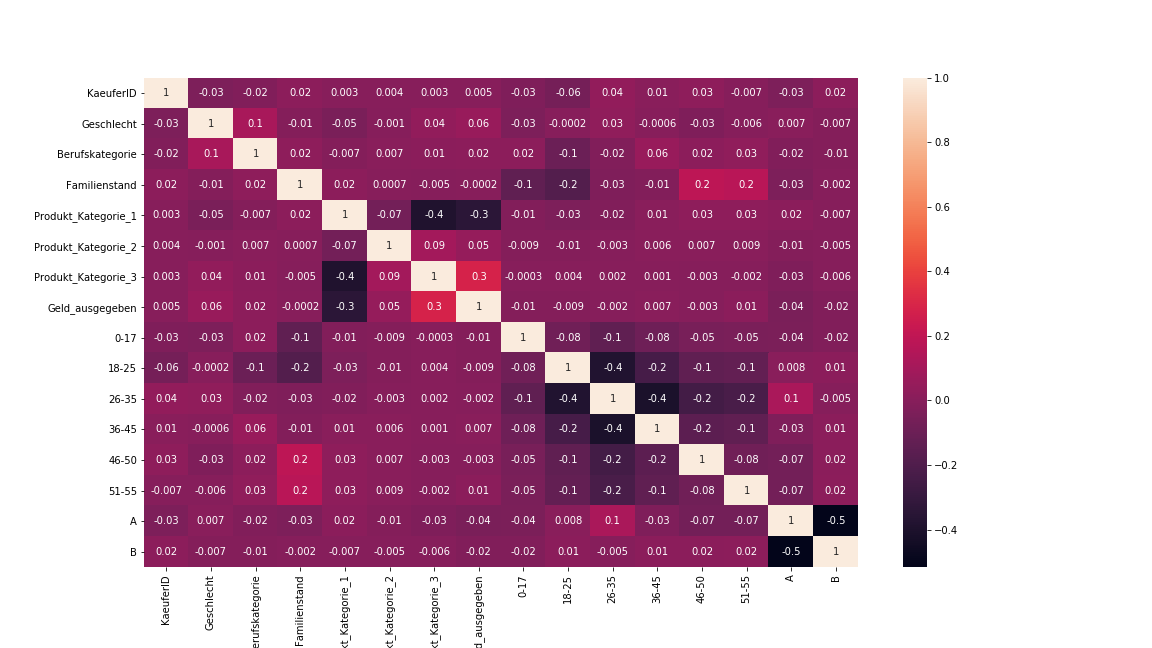 KaeuferID 1 -0.03 -0.02 0.02 0.003 0.004 0.003 0.005 -0.03 -0.06 0.04 0.01 0.03 -0.007 -0.03 0.02
Geschlecht -0.03 1 0.1 -0.01 -0.05 -0.001 0.04 0.06 -0.03 -0.0002 0.03 -0.0006 -0.03 -0.006 0.007 -0.007
Berufskategorie -0.02 0.1 1 0.02 -0.007 0.007 0.01 0.02 0.02 -0.1 -0.02 0.06 0.02 0.03 -0.02 -0.01
Familienstand 0.02 -0.01 0.02 1 0.02 0.0007 -0.005 -0.0002 -0.1 -0.2 -0.03 -0.01 0.2 0.2 -0.03 -0.002
Produkt_Kategorie_1 0.003 -0.05 -0.007 0.02 1 -0.07 -0.4 -0.3 -0.01 -0.03 -0.02 0.01 0.03 0.03 0.02 -0.007
Produkt_Kategorie_2 0.004 -0.001 0.007 0.0007 -0.07 1 0.09 0.05 -0.009 -0.01 -0.003 0.006 0.007 0.009 -0.01 -0.005
Produkt_Kategorie_3 0.003 0.04 0.01 -0.005 -0.4 0.09 1 0.3 -0.0003 0.004 0.002 0.001 -0.003 -0.002 -0.03 -0.006
Geld_ausgegeben 0.005 0.06 0.02 -0.0002 -0.3 0.05 0.3 1 -0.01 -0.009 -0.002 0.007 -0.003 0.01 -0.04 -0.02
0-17 -0.03 -0.03 0.02 -0.1 -0.01 -0.009 -0.0003 -0.01 1 -0.08 -0.1 -0.08 -0.05 -0.05 -0.04 -0.02
18-25 -0.06 -0.0002 -0.1 -0.2 -0.03 -0.01 0.004 -0.009 -0.08 1 -0.4 -0.2 -0.1 -0.1 0.008 0.01
26-35 0.04 0.03 -0.02 -0.03 -0.02 -0.003 0.002 -0.002 -0.1 -0.4 1 -0.4 -0.2 -0.2 0.1 -0.005
36-45 0.01 -0.0006 0.06 -0.01 0.01 0.006 0.001 0.007 -0.08 -0.2 -0.4 1 -0.2 -0.1 -0.03 0.01
46-50 0.03 -0.03 0.02 0.2 0.03 0.007 -0.003 -0.003 -0.05 -0.1 -0.2 -0.2 1 -0.08 -0.07 0.02
51-55 -0.007 -0.006 0.03 0.2 0.03 0.009 -0.002 0.01 -0.05 -0.1 -0.2 -0.1 -0.08 1 -0.07 0.02
A -0.03 0.007 -0.02 -0.03 0.02 -0.01 -0.03 -0.04 -0.04 0.008 0.1 -0.03 -0.07 -0.07 1 -0.5
B 0.02 -0.007 -0.01 -0.002 -0.007 -0.005 -0.006 -0.02 -0.02 0.01 -0.005 0.01 0.02 0.02 -0.5 1
KaeuferID
Geschlecht
erufskategorie
Familienstand
kt_Kategorie_1
kt_Kategorie_2
kt_Kategorie_3
d_ausgegeben
0-17
18-25
26-35
36-45
46-50
51-55
A
B
1.0
0.8
0.6
0.4
0.2
0.0
−0.2
−0.4